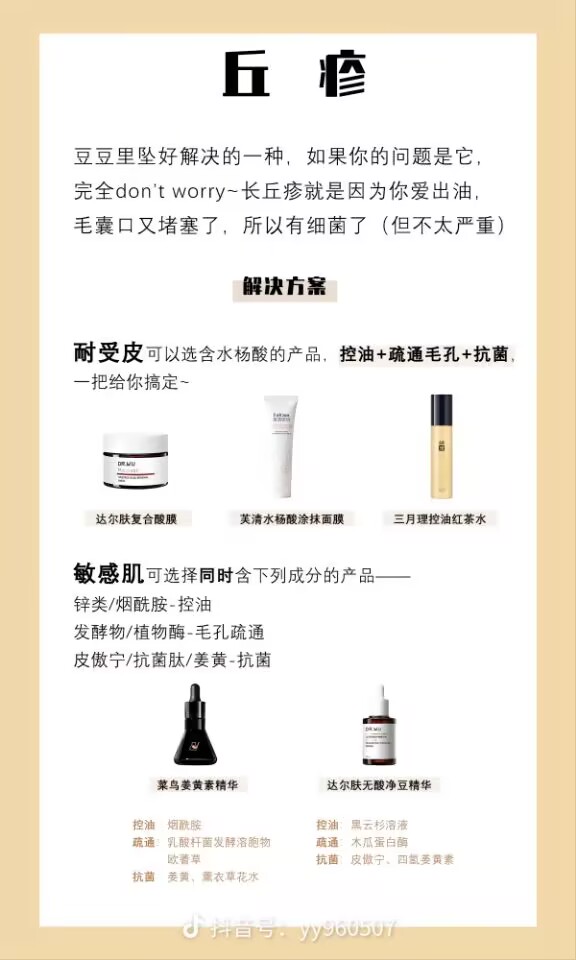 丘疹
豆豆里坠好解决的一种，如果你的问题是它，
完全don't worry~长丘疹就是因为你爱出油，
毛囊口又堵塞了，所以有细菌了（但不太严重）
解决方案
耐受皮可以选含水杨酸的产品，控油+疏通毛孔+抗菌，
一把给你搞定~
DR.WU
达尔肤复合酸膜
芙清水杨酸涂抹面膜
三月理控油红茶水
敏感肌可选择同时含下列成分的产品——
锌类/烟酰胺-控油
发酵物/植物酶-毛孔疏通
皮傲宁/抗菌肽/姜黄-抗菌
DR.WU
菜鸟姜黄素精华
达尔肤无酸净豆精华
控油：烟酰胺
疏通：乳酸杆菌发酵溶胞物
欧蓍草
抗菌：姜黄、薰衣草花水
控油：黑云杉溶液
疏通：木瓜蛋白酶
抗菌：皮傲宁、四氢姜黄素
抖音号：yy960507